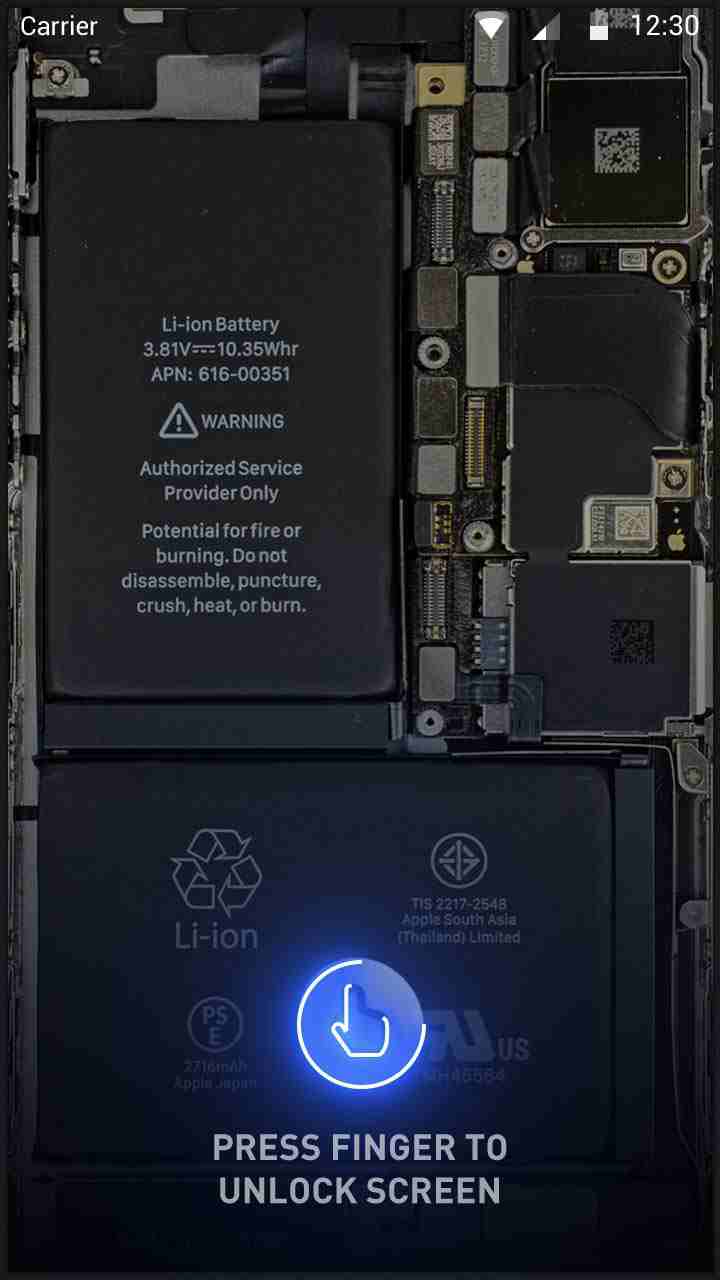 Carrier
12:30
Li-ion Battery
3.81V⎓10.35Whr
APN: 616-00351
WARNING
Authorized Service
Provider Only
Potential for fire or
burning. Do not
disassemble, puncture,
crush, heat, or burn.
Li-ion
TIS 2217-2548
Apple South Asia
(Thailand) Limited
PS
E
2716mAh
Apple Japan
US
PRESS FINGER TO
UNLOCK SCREEN